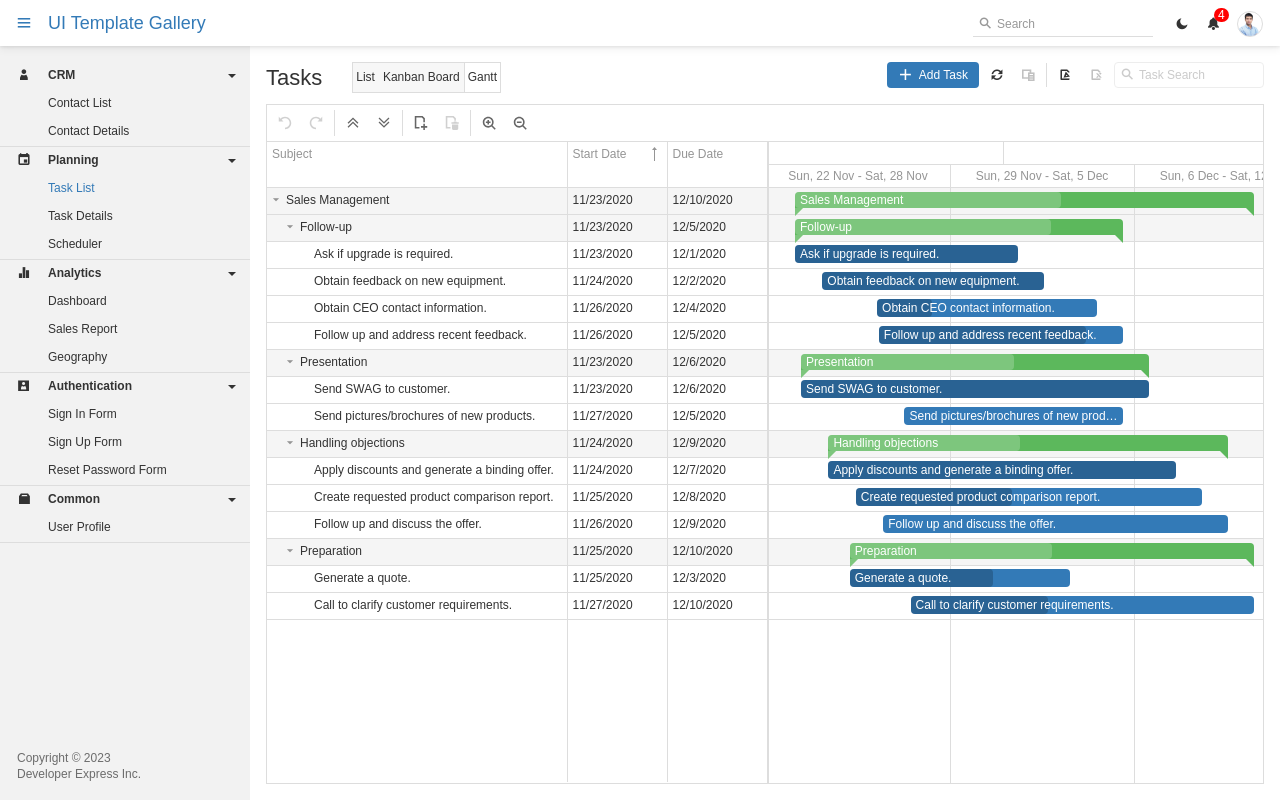 UI Template Gallery
Search
4
CRM
Contact List
Contact Details
Planning
Task List
Task Details
Scheduler
Analytics
Dashboard
Sales Report
Geography
Authentication
Sign In Form
Sign Up Form
Reset Password Form
Common
User Profile
Copyright © 2023
Developer Express Inc.
Tasks
List Kanban Board Gantt
Add Task
Task Search
Subject Start Date Due Date
Sun, 22 Nov - Sat, 28 Nov Sun, 29 Nov - Sat, 5 Dec Sun, 6 Dec - Sat, 12
Sales Management 11/23/2020 12/10/2020 Sales Management
Follow-up 11/23/2020 12/5/2020 Follow-up
Ask if upgrade is required. 11/23/2020 12/1/2020 Ask if upgrade is required.
Obtain feedback on new equipment. 11/24/2020 12/2/2020 Obtain feedback on new equipment.
Obtain CEO contact information. 11/26/2020 12/4/2020 Obtain CEO contact information.
Follow up and address recent feedback. 11/26/2020 12/5/2020 Follow up and address recent feedback.
Presentation 11/23/2020 12/6/2020 Presentation
Send SWAG to customer. 11/23/2020 12/6/2020 Send SWAG to customer.
Send pictures/brochures of new products. 11/27/2020 12/5/2020 Send pictures/brochures of new prod…
Handling objections 11/24/2020 12/9/2020 Handling objections
Apply discounts and generate a binding offer. 11/24/2020 12/7/2020 Apply discounts and generate a binding offer.
Create requested product comparison report. 11/25/2020 12/8/2020 Create requested product comparison report.
Follow up and discuss the offer. 11/26/2020 12/9/2020 Follow up and discuss the offer.
Preparation 11/25/2020 12/10/2020 Preparation
Generate a quote. 11/25/2020 12/3/2020 Generate a quote.
Call to clarify customer requirements. 11/27/2020 12/10/2020 Call to clarify customer requirements.